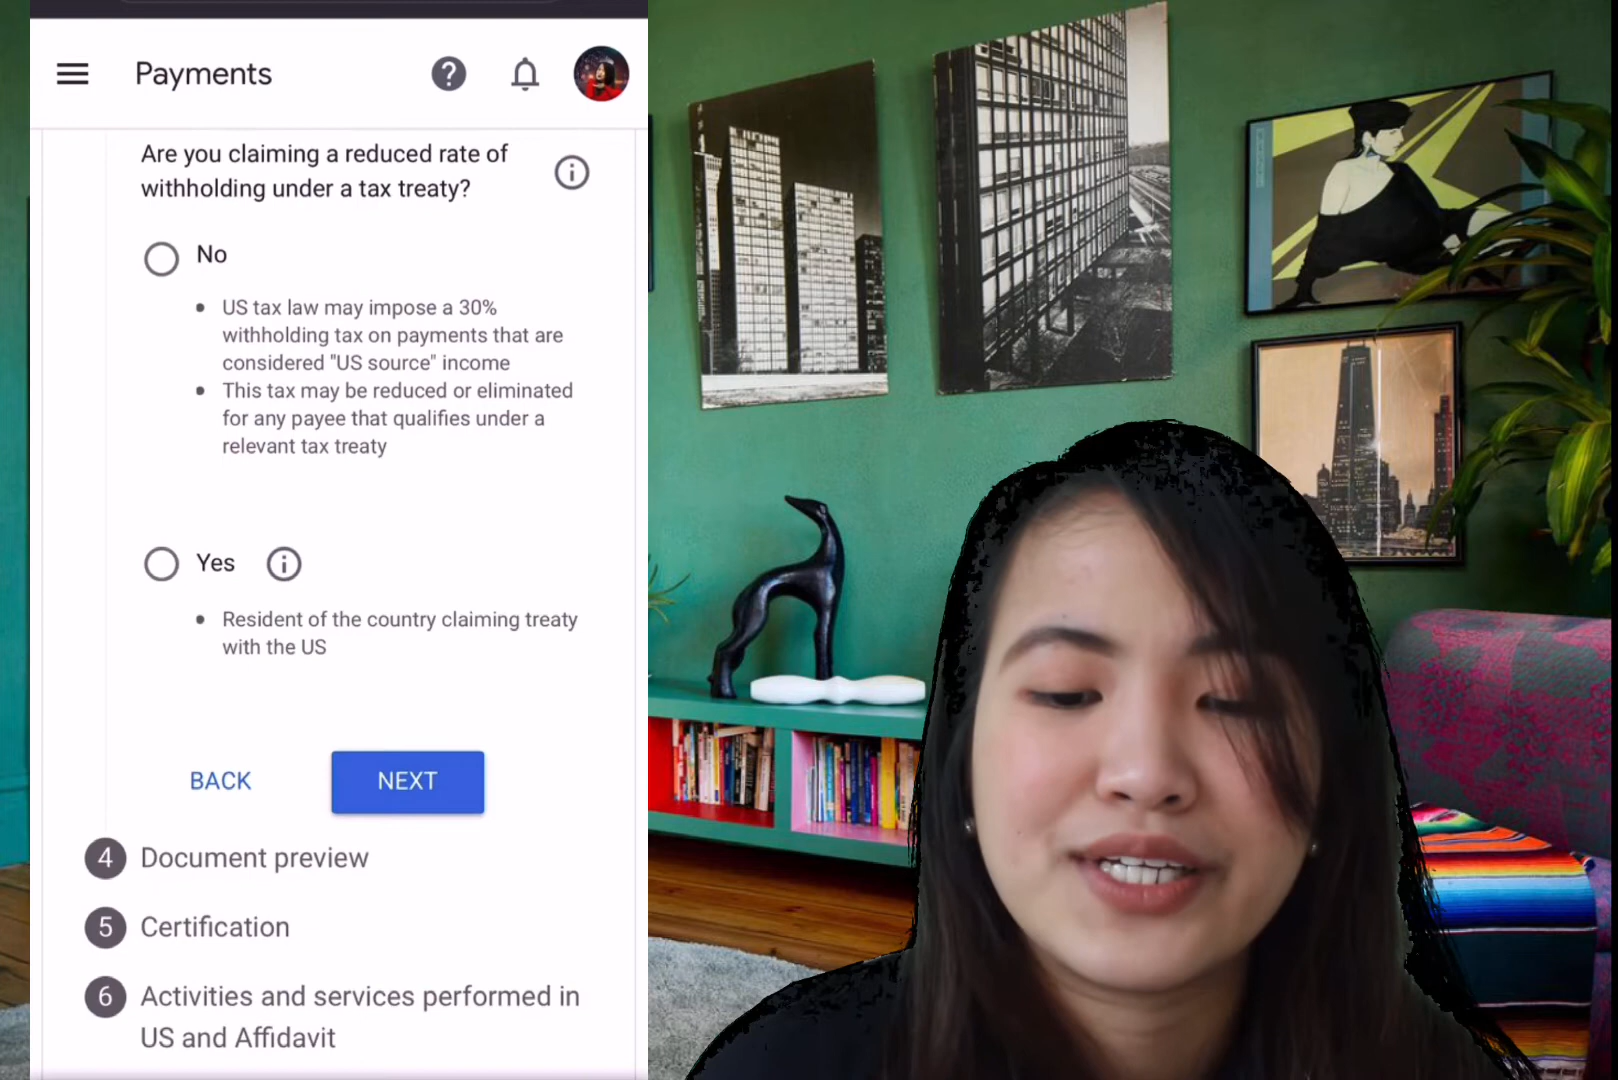 Payments
Are you claiming a reduced rate of
withholding under a tax treaty?
No
US tax law may impose a 30%
withholding tax on payments that are
considered "US source" income
This tax may be reduced or eliminated
for any payee that qualifies under a
relevant tax treaty
Yes
Resident of the country claiming treaty
with the US
BACK
NEXT
4 Document preview
5 Certification
6 Activities and services performed in
US and Affidavit